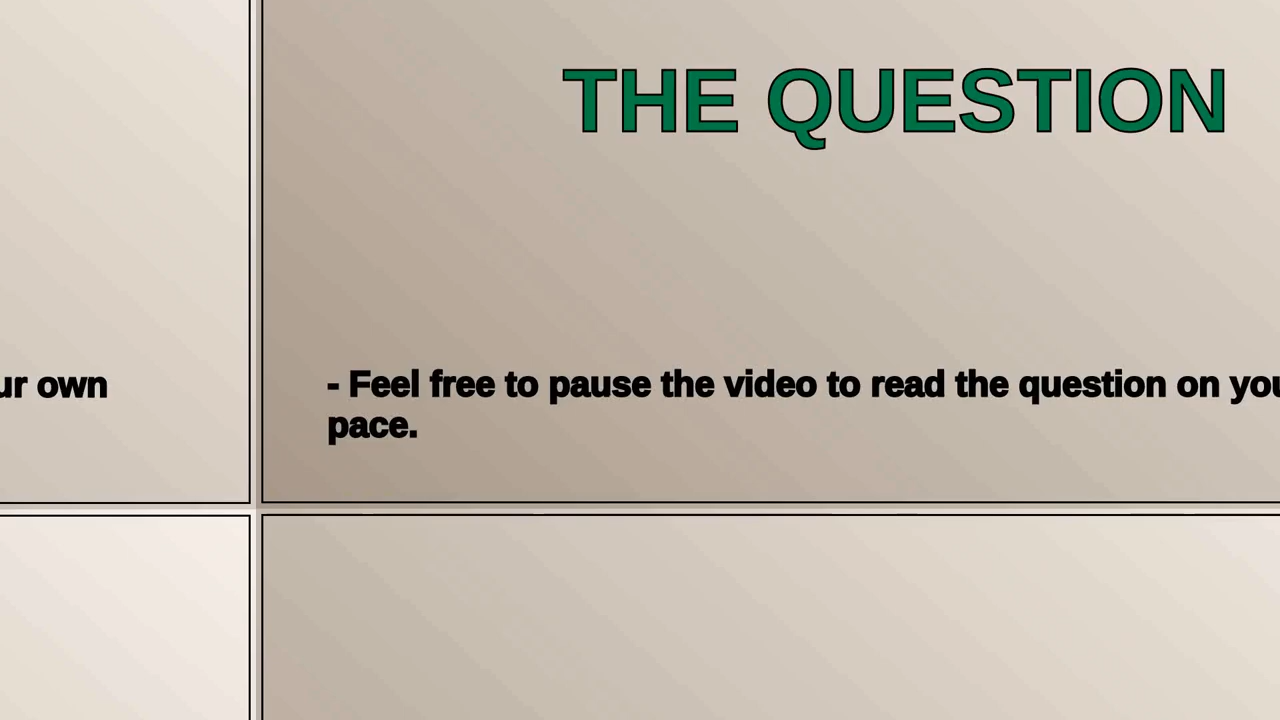 THE QUESTION
ur own
- Feel free to pause the video to read the question on you
pace.